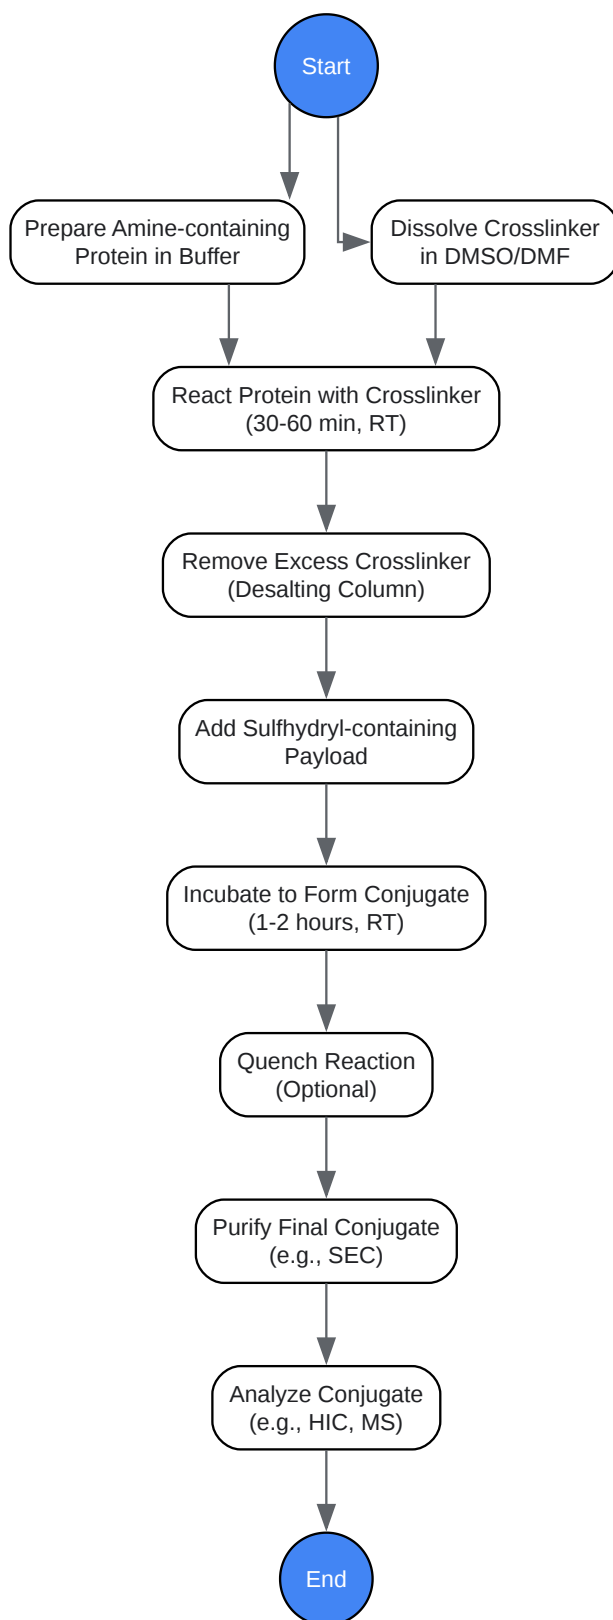 Start
Prepare Amine-containing
Protein in Buffer
Dissolve Crosslinker
in DMSO/DMF
React Protein with Crosslinker
(30-60 min, RT)
Remove Excess Crosslinker
(Desalting Column)
Add Sulfhydryl-containing
Payload
Incubate to Form Conjugate
(1-2 hours, RT)
Quench Reaction
(Optional)
Purify Final Conjugate
(e.g., SEC)
Analyze Conjugate
(e.g., HIC, MS)
End